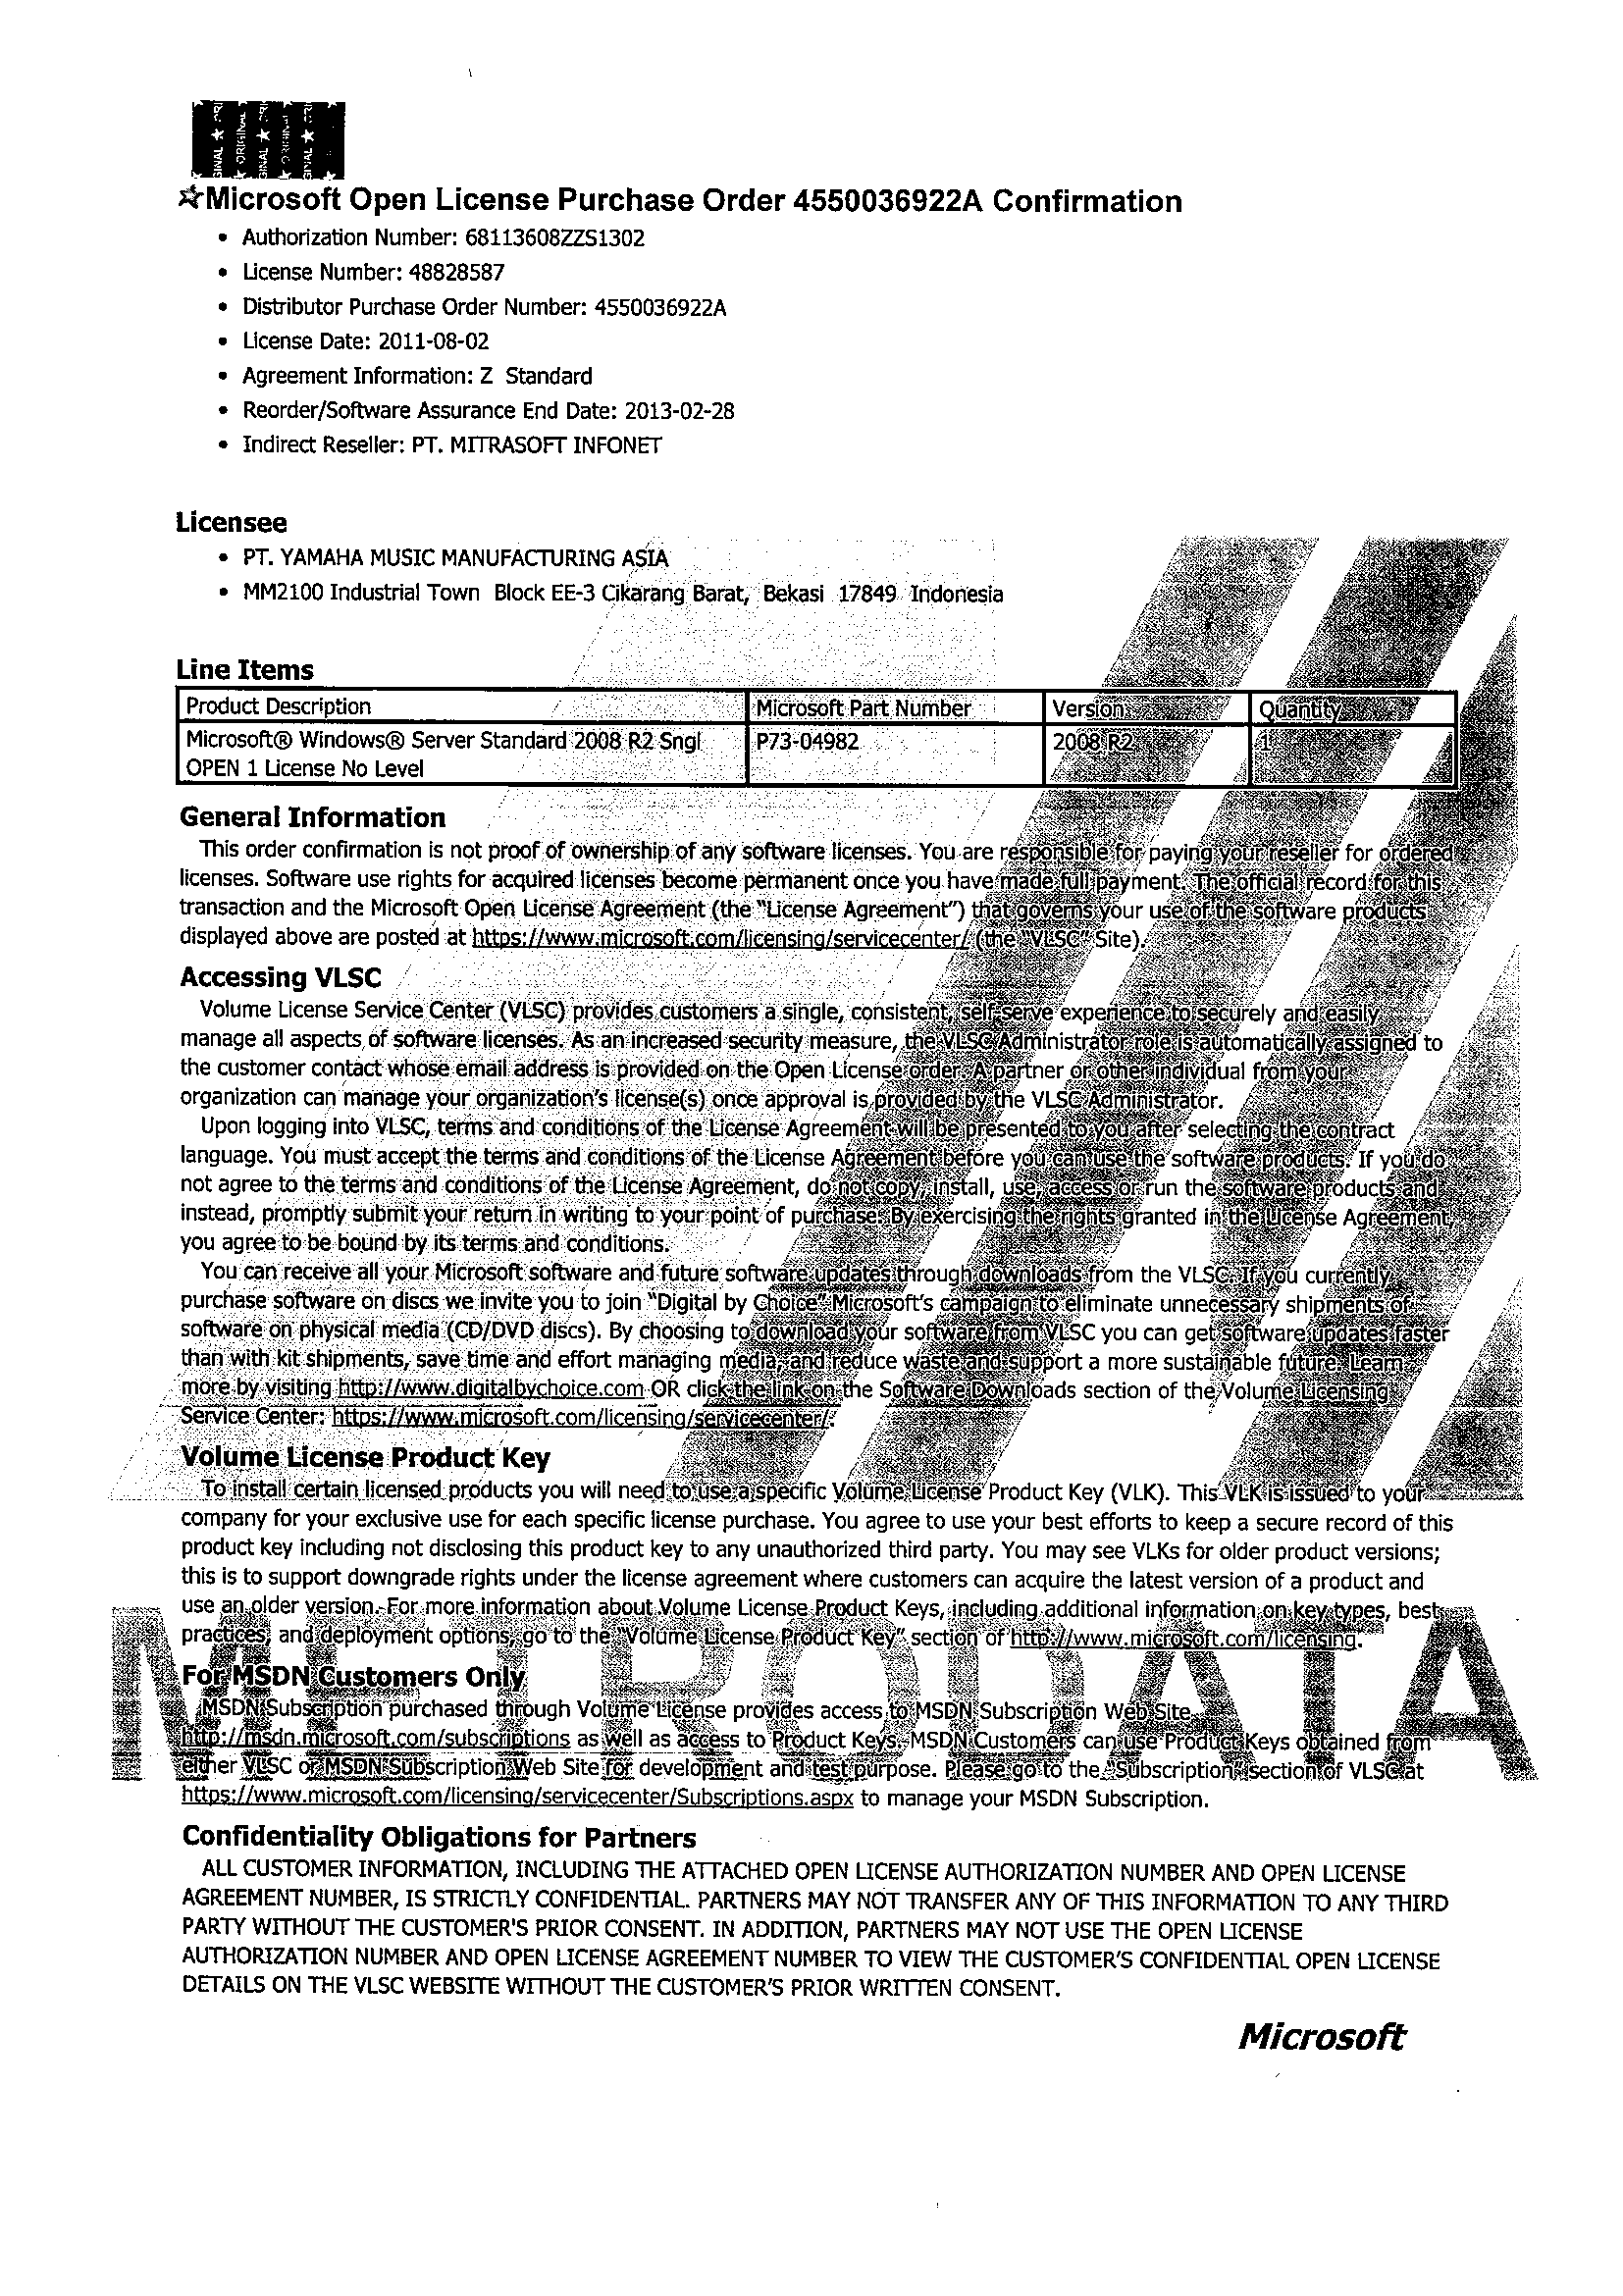 ☆Microsoft Open License Purchase Order 4550036922A Confirmation
• Authorization Number: 68113608ZZS1302
• License Number: 48828587
• Distributor Purchase Order Number: 4550036922A
• License Date: 2011-08-02
• Agreement Information: Z Standard
• Reorder/Software Assurance End Date: 2013-02-28
• Indirect Reseller: PT. MITRASOFT INFONET
Licensee
• PT. YAMAHA MUSIC MANUFACTURING ASIA
• MM2100 Industrial Town Block EE-3 Cikarang Barat, Bekasi 17849 Indonesia
Line Items
Product Description Microsoft Part Number Version Quantity
Microsoft® Windows® Server Standard 2008 R2 Sngl P73-04982 2008 R2 1
OPEN 1 License No Level
General Information
This order confirmation is not proof of ownership of any software licenses. You are responsible for paying your reseller for ordered
licenses. Software use rights for acquired licenses become permanent once you have made full payment. The official record for this
transaction and the Microsoft Open License Agreement (the "License Agreement") that governs your use of the software products
displayed above are posted at https://www.microsoft.com/licensing/servicecenter/ (the "VLSC" Site).
Accessing VLSC
Volume License Service Center (VLSC) provides customers a single, consistent, self-serve experience to securely and easily
manage all aspects of software licenses. As an increased security measure, the VLSC Administrator role is automatically assigned to
the customer contact whose email address is provided on the Open License order. A partner or other individual from your
organization can manage your organization's license(s) once approval is provided by the VLSC Administrator.
Upon logging into VLSC, terms and conditions of the License Agreement will be presented to you after selecting the contract
language. You must accept the terms and conditions of the License Agreement before you can use the software products. If you do
not agree to the terms and conditions of the License Agreement, do not copy, install, use, access or run the software products and
instead, promptly submit your return in writing to your point of purchase. By exercising the rights granted in the License Agreement,
you agree to be bound by its terms and conditions.
You can receive all your Microsoft software and future software updates through downloads from the VLSC. If you currently
purchase software on discs we invite you to join "Digital by Choice" Microsoft's campaign to eliminate unnecessary shipments of
software on physical media (CD/DVD discs). By choosing to download your software from VLSC you can get software updates faster
than with kit shipments, save time and effort managing media, and reduce waste and support a more sustainable future. Learn
more by visiting http://www.digitalbychoice.com OR click the link on the Software Downloads section of the Volume Licensing
Service Center: https://www.microsoft.com/licensing/servicecenter/.
Volume License Product Key
To install certain licensed products you will need to use a specific Volume License Product Key (VLK). This VLK is issued to your
company for your exclusive use for each specific license purchase. You agree to use your best efforts to keep a secure record of this
product key including not disclosing this product key to any unauthorized third party. You may see VLKs for older product versions;
this is to support downgrade rights under the license agreement where customers can acquire the latest version of a product and
use an older version. For more information about Volume License Product Keys, including additional information on key types, best
practices, and deployment options, go to the "Volume License Product Key" section of http://www.microsoft.com/licensing.
METRODATA
For MSDN Customers Only
MSDN Subscription purchased through Volume License provides access to MSDN Subscription Web Site
http://msdn.microsoft.com/subscriptions as well as access to Product Keys. MSDN Customers can use Product Keys obtained from
either VLSC or MSDN Subscription Web Site for development and test purpose. Please go to the "Subscription" section of VLSC at
https://www.microsoft.com/licensing/servicecenter/Subscriptions.aspx to manage your MSDN Subscription.
Confidentiality Obligations for Partners
ALL CUSTOMER INFORMATION, INCLUDING THE ATTACHED OPEN LICENSE AUTHORIZATION NUMBER AND OPEN LICENSE
AGREEMENT NUMBER, IS STRICTLY CONFIDENTIAL. PARTNERS MAY NOT TRANSFER ANY OF THIS INFORMATION TO ANY THIRD
PARTY WITHOUT THE CUSTOMER'S PRIOR CONSENT. IN ADDITION, PARTNERS MAY NOT USE THE OPEN LICENSE
AUTHORIZATION NUMBER AND OPEN LICENSE AGREEMENT NUMBER TO VIEW THE CUSTOMER'S CONFIDENTIAL OPEN LICENSE
DETAILS ON THE VLSC WEBSITE WITHOUT THE CUSTOMER'S PRIOR WRITTEN CONSENT.
Microsoft